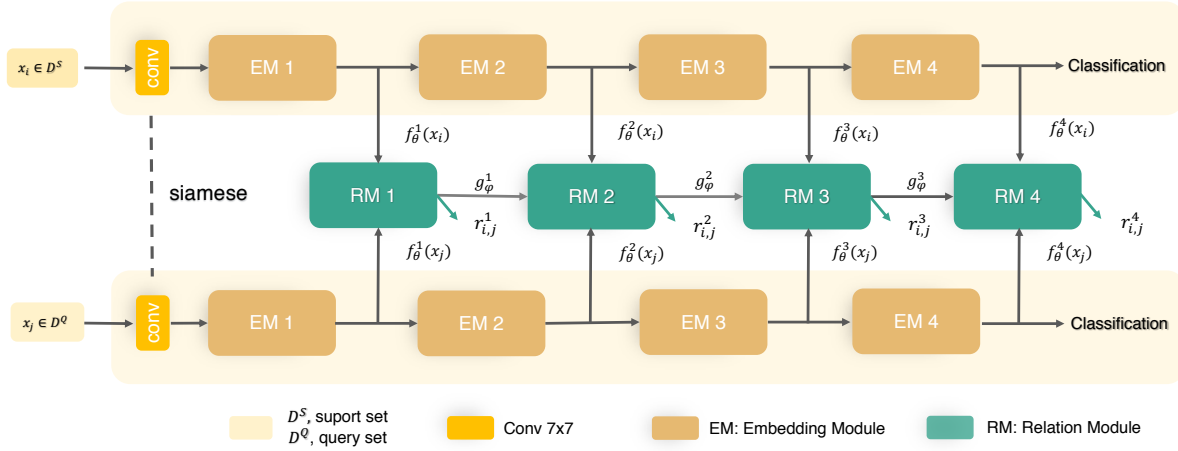 x_i ∈ D^S
conv
EM 1
EM 2
EM 3
EM 4
Classification
f_θ^1(x_i)
f_θ^2(x_i)
f_θ^3(x_i)
f_θ^4(x_i)
siamese
RM 1
g_φ^1
RM 2
g_φ^2
RM 3
g_φ^3
RM 4
r_{i,j}^1
r_{i,j}^2
r_{i,j}^3
r_{i,j}^4
f_θ^1(x_j)
f_θ^2(x_j)
f_θ^3(x_j)
f_θ^4(x_j)
x_j ∈ D^Q
conv
EM 1
EM 2
EM 3
EM 4
Classification
D^S, suport set
D^Q, query set
Conv 7x7
EM: Embedding Module
RM: Relation Module